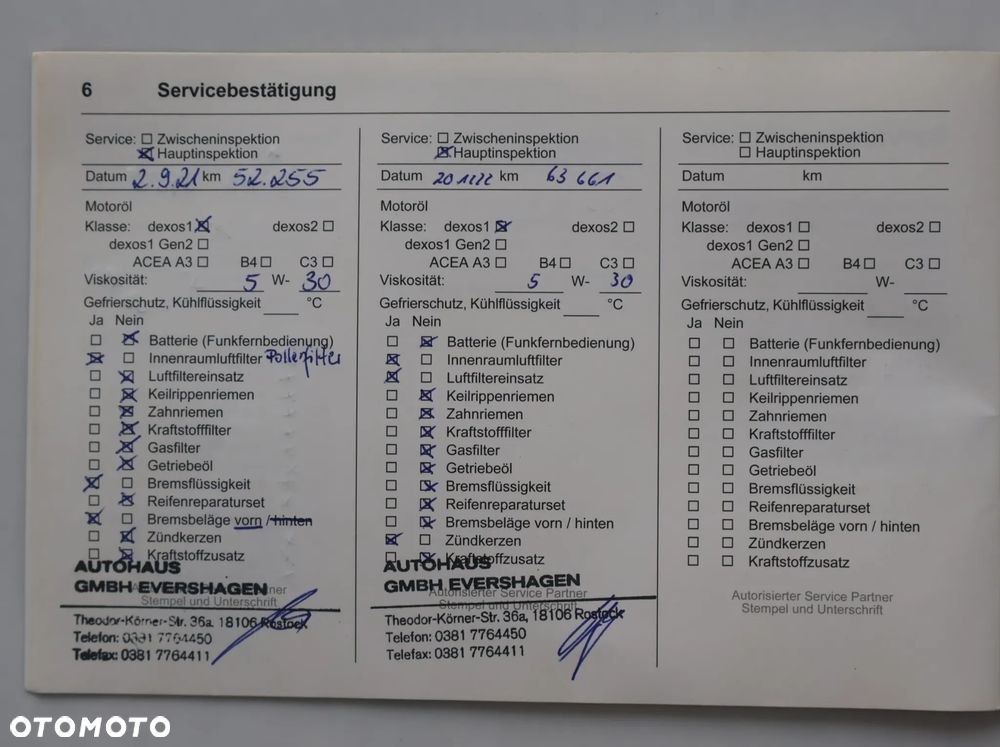 6 Servicebestätigung
Service: Zwischeninspektion
Hauptinspektion
Datum 2.9.21 km 52.255
Motoröl
Klasse: dexos1 dexos2
dexos1 Gen2
ACEA A3 B4 C3
Viskosität: 5 W- 30
Gefrierschutz, Kühlflüssigkeit °C
Ja Nein
Batterie (Funkfernbedienung)
Innenraumluftfilter Pollenfilter
Luftfiltereinsatz
Keilrippenriemen
Zahnriemen
Kraftstofffilter
Gasfilter
Getriebeöl
Bremsflüssigkeit
Reifenreparaturset
Bremsbeläge vorn / hinten
Zündkerzen
Kraftstoffzusatz
AUTOHAUS
GMBH EVERSHAGEN
Stempel und Unterschrift
Theodor-Körner-Str. 36a, 18106 Rostock
Telefon: 0381 7764450
Telefax: 0381 7764411
Service: Zwischeninspektion
Hauptinspektion
Datum km 63 661
Motoröl
Klasse: dexos1 dexos2
dexos1 Gen2
ACEA A3 B4 C3
Viskosität: 5 W- 30
Gefrierschutz, Kühlflüssigkeit °C
Ja Nein
Batterie (Funkfernbedienung)
Innenraumluftfilter
Luftfiltereinsatz
Keilrippenriemen
Zahnriemen
Kraftstofffilter
Gasfilter
Getriebeöl
Bremsflüssigkeit
Reifenreparaturset
Bremsbeläge vorn / hinten
Zündkerzen
Kraftstoffzusatz
AUTOHAUS
GMBH EVERSHAGEN
Autorisierter Service Partner
Stempel und Unterschrift
Theodor-Körner-Str. 36a, 18106 Rostock
Telefon: 0381 7764450
Telefax: 0381 7764411
Service: Zwischeninspektion
Hauptinspektion
Datum km
Motoröl
Klasse: dexos1 dexos2
dexos1 Gen2
ACEA A3 B4 C3
Viskosität: W-
Gefrierschutz, Kühlflüssigkeit °C
Ja Nein
Batterie (Funkfernbedienung)
Innenraumluftfilter
Luftfiltereinsatz
Keilrippenriemen
Zahnriemen
Kraftstofffilter
Gasfilter
Getriebeöl
Bremsflüssigkeit
Reifenreparaturset
Bremsbeläge vorn / hinten
Zündkerzen
Kraftstoffzusatz
Autorisierter Service Partner
Stempel und Unterschrift
OTOMOTO